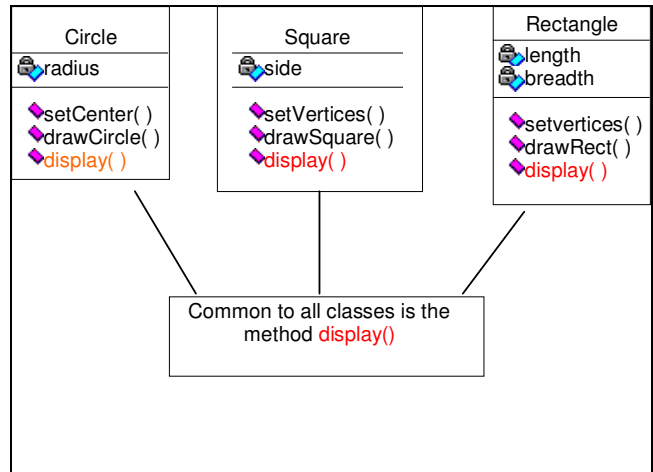 Circle
radius
setCenter( )
drawCircle( )
display( )
Square
side
setVertices( )
drawSquare( )
display( )
Rectangle
length
breadth
setvertices( )
drawRect( )
display( )
Common to all classes is the
method display()